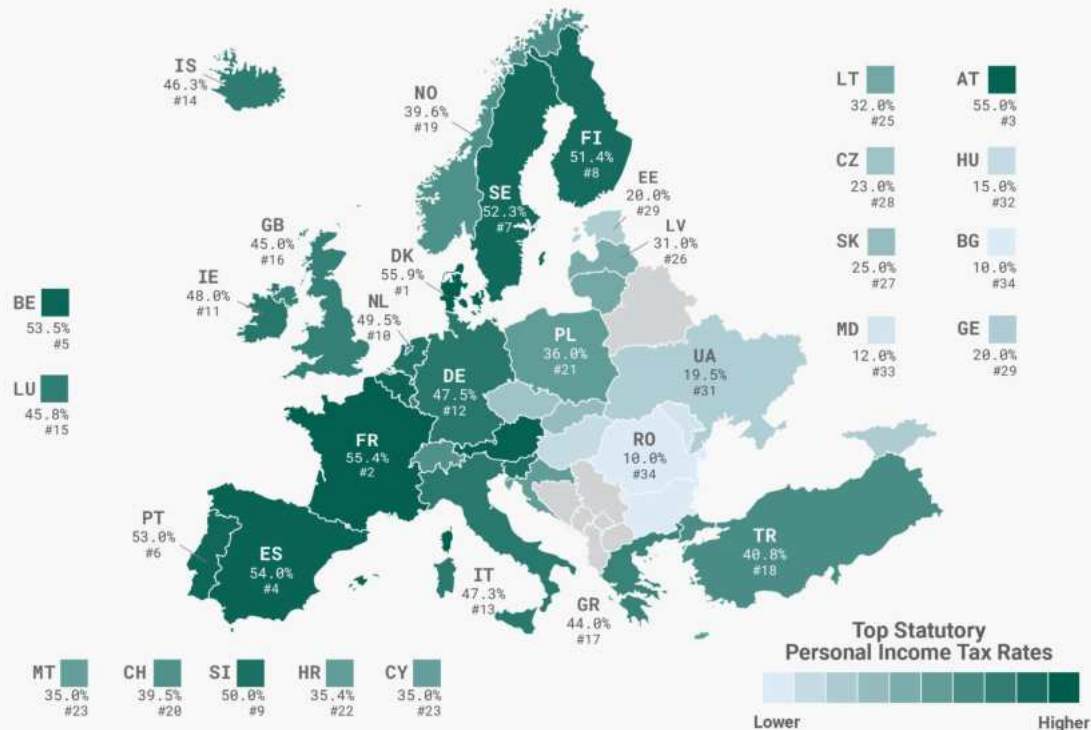 IS
46.3%
#14
NO
39.6%
#19
FI
51.4%
#8
SE
52.3%
#7
EE
20.0%
#29
LV
31.0%
#26
LT
32.0%
#25
AT
55.0%
#3
CZ
23.0%
#28
HU
15.0%
#32
SK
25.0%
#27
BG
10.0%
#34
MD
12.0%
#33
GE
20.0%
#29
GB
45.0%
#16
IE
48.0%
#11
DK
55.9%
#1
NL
49.5%
#10
BE
53.5%
#5
LU
45.8%
#15
DE
47.5%
#12
PL
36.0%
#21
UA
19.5%
#31
FR
55.4%
#2
RO
10.0%
#34
PT
53.0%
#6
ES
54.0%
#4
IT
47.3%
#13
GR
44.0%
#17
TR
40.8%
#18
MT
35.0%
#23
CH
39.5%
#20
SI
50.0%
#9
HR
35.4%
#22
CY
35.0%
#23
Top Statutory
Personal Income Tax Rates
Lower
Higher